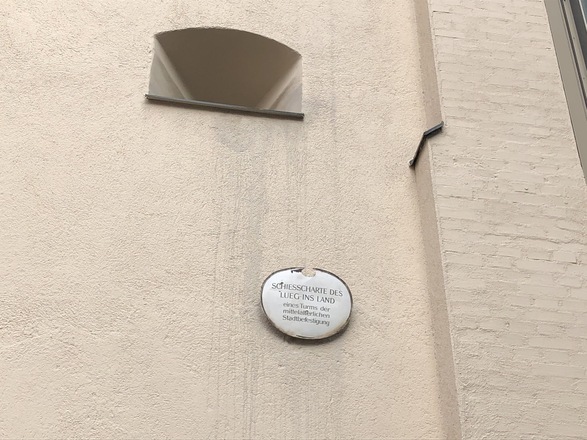 SCHIESSCHARTE DES
LUEG INS LAND
eines Turms der
mittelalterlichen
Stadtbefestigung